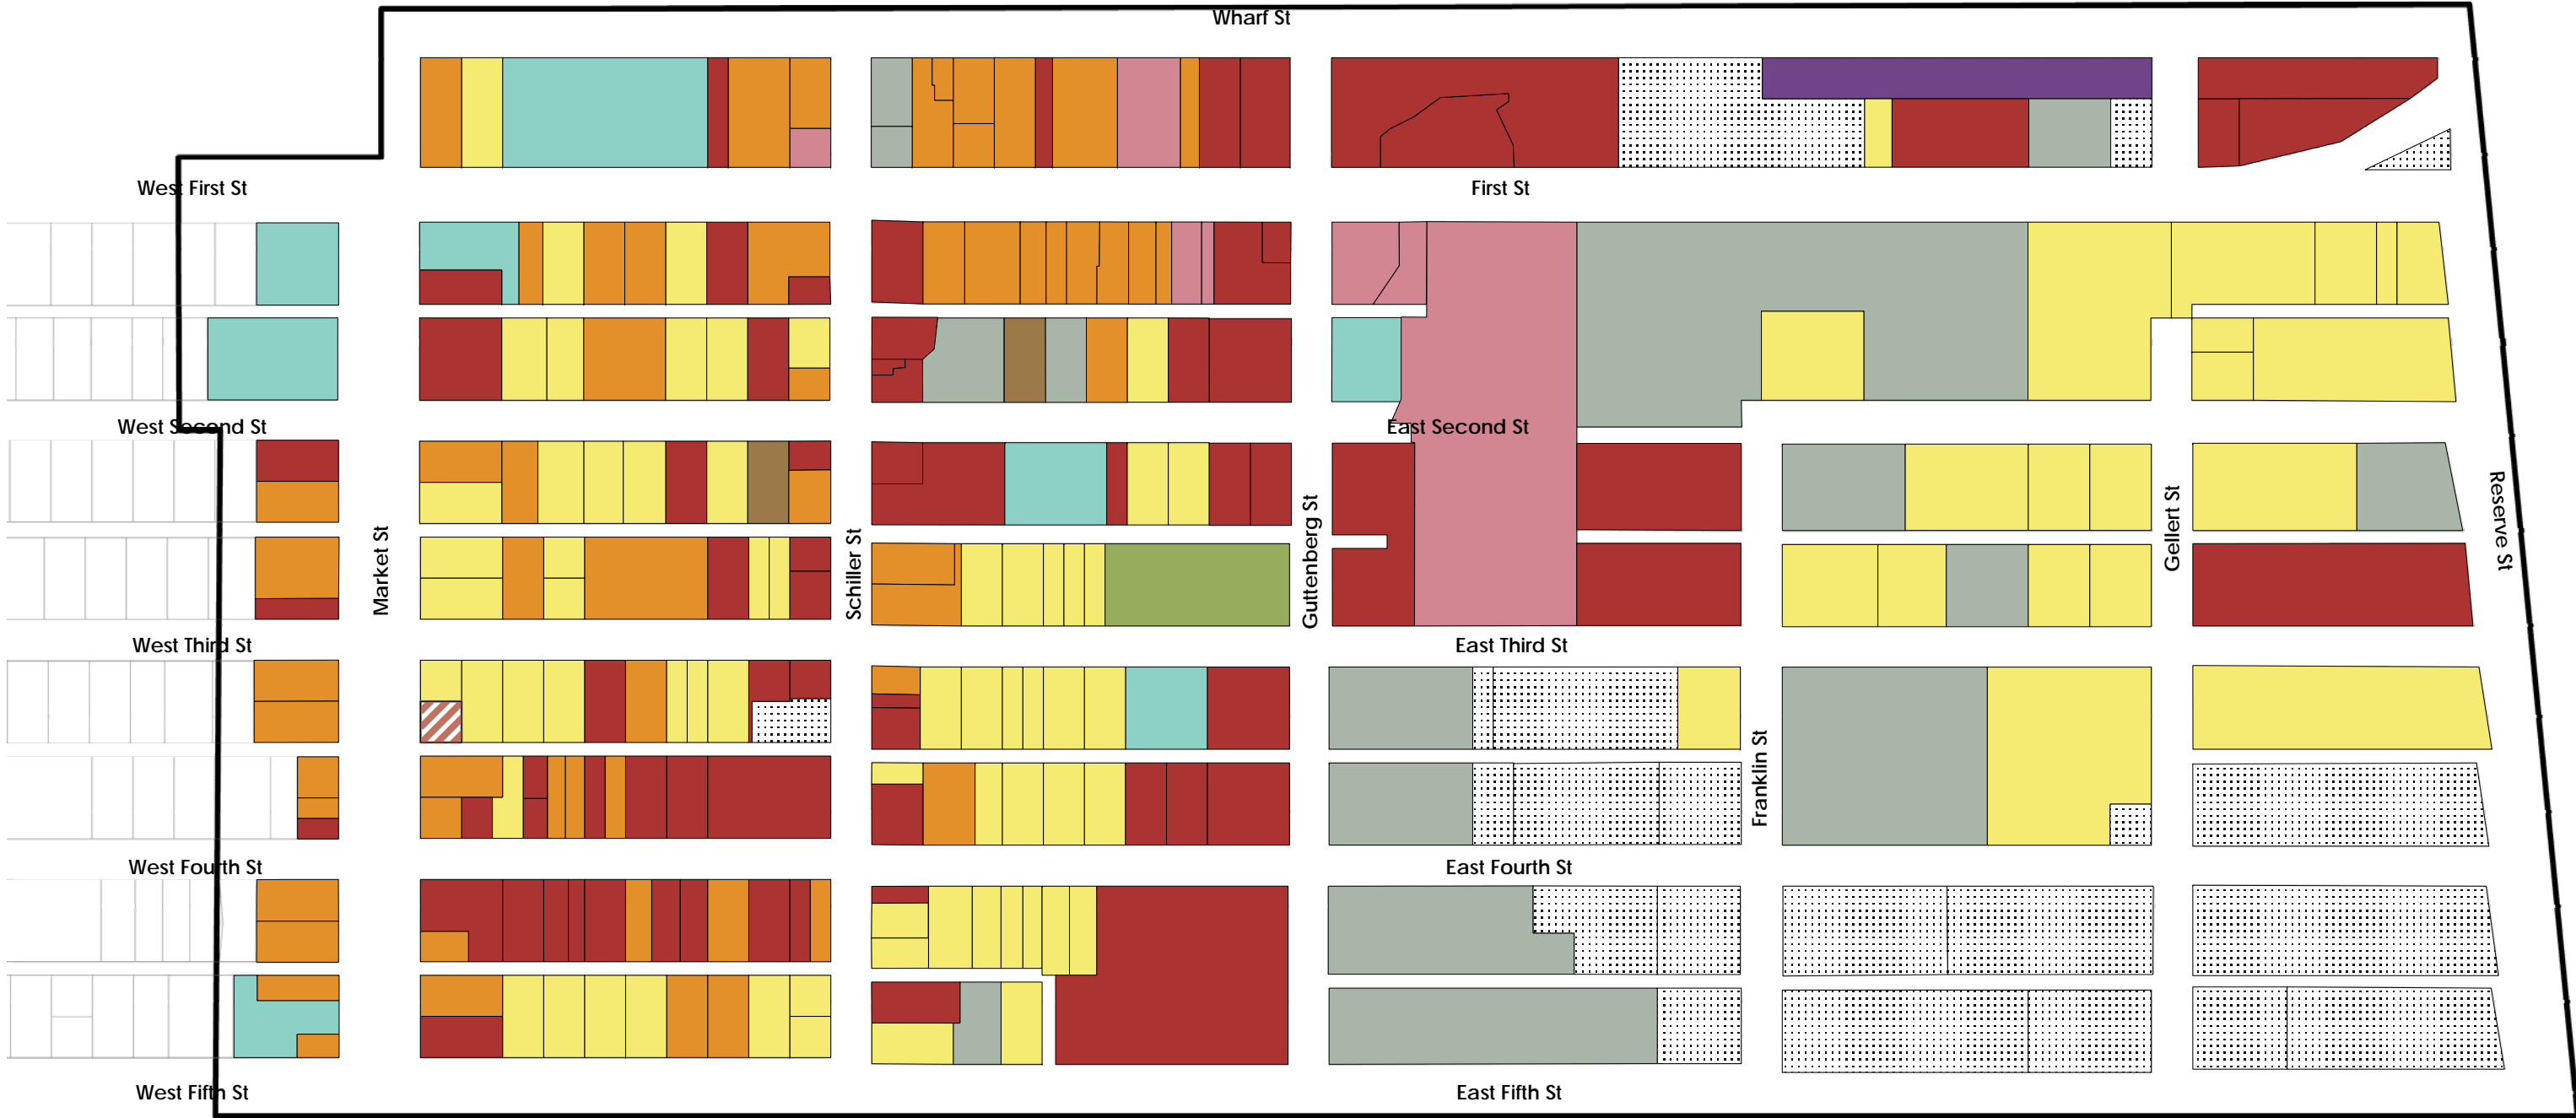 Wharf St
West First St
First St
West Second St
East Second St
Market St
Schiller St
Guttenberg St
Gellert St
Reserve St
West Third St
East Third St
Franklin St
West Fourth St
East Fourth St
West Fifth St
East Fifth St